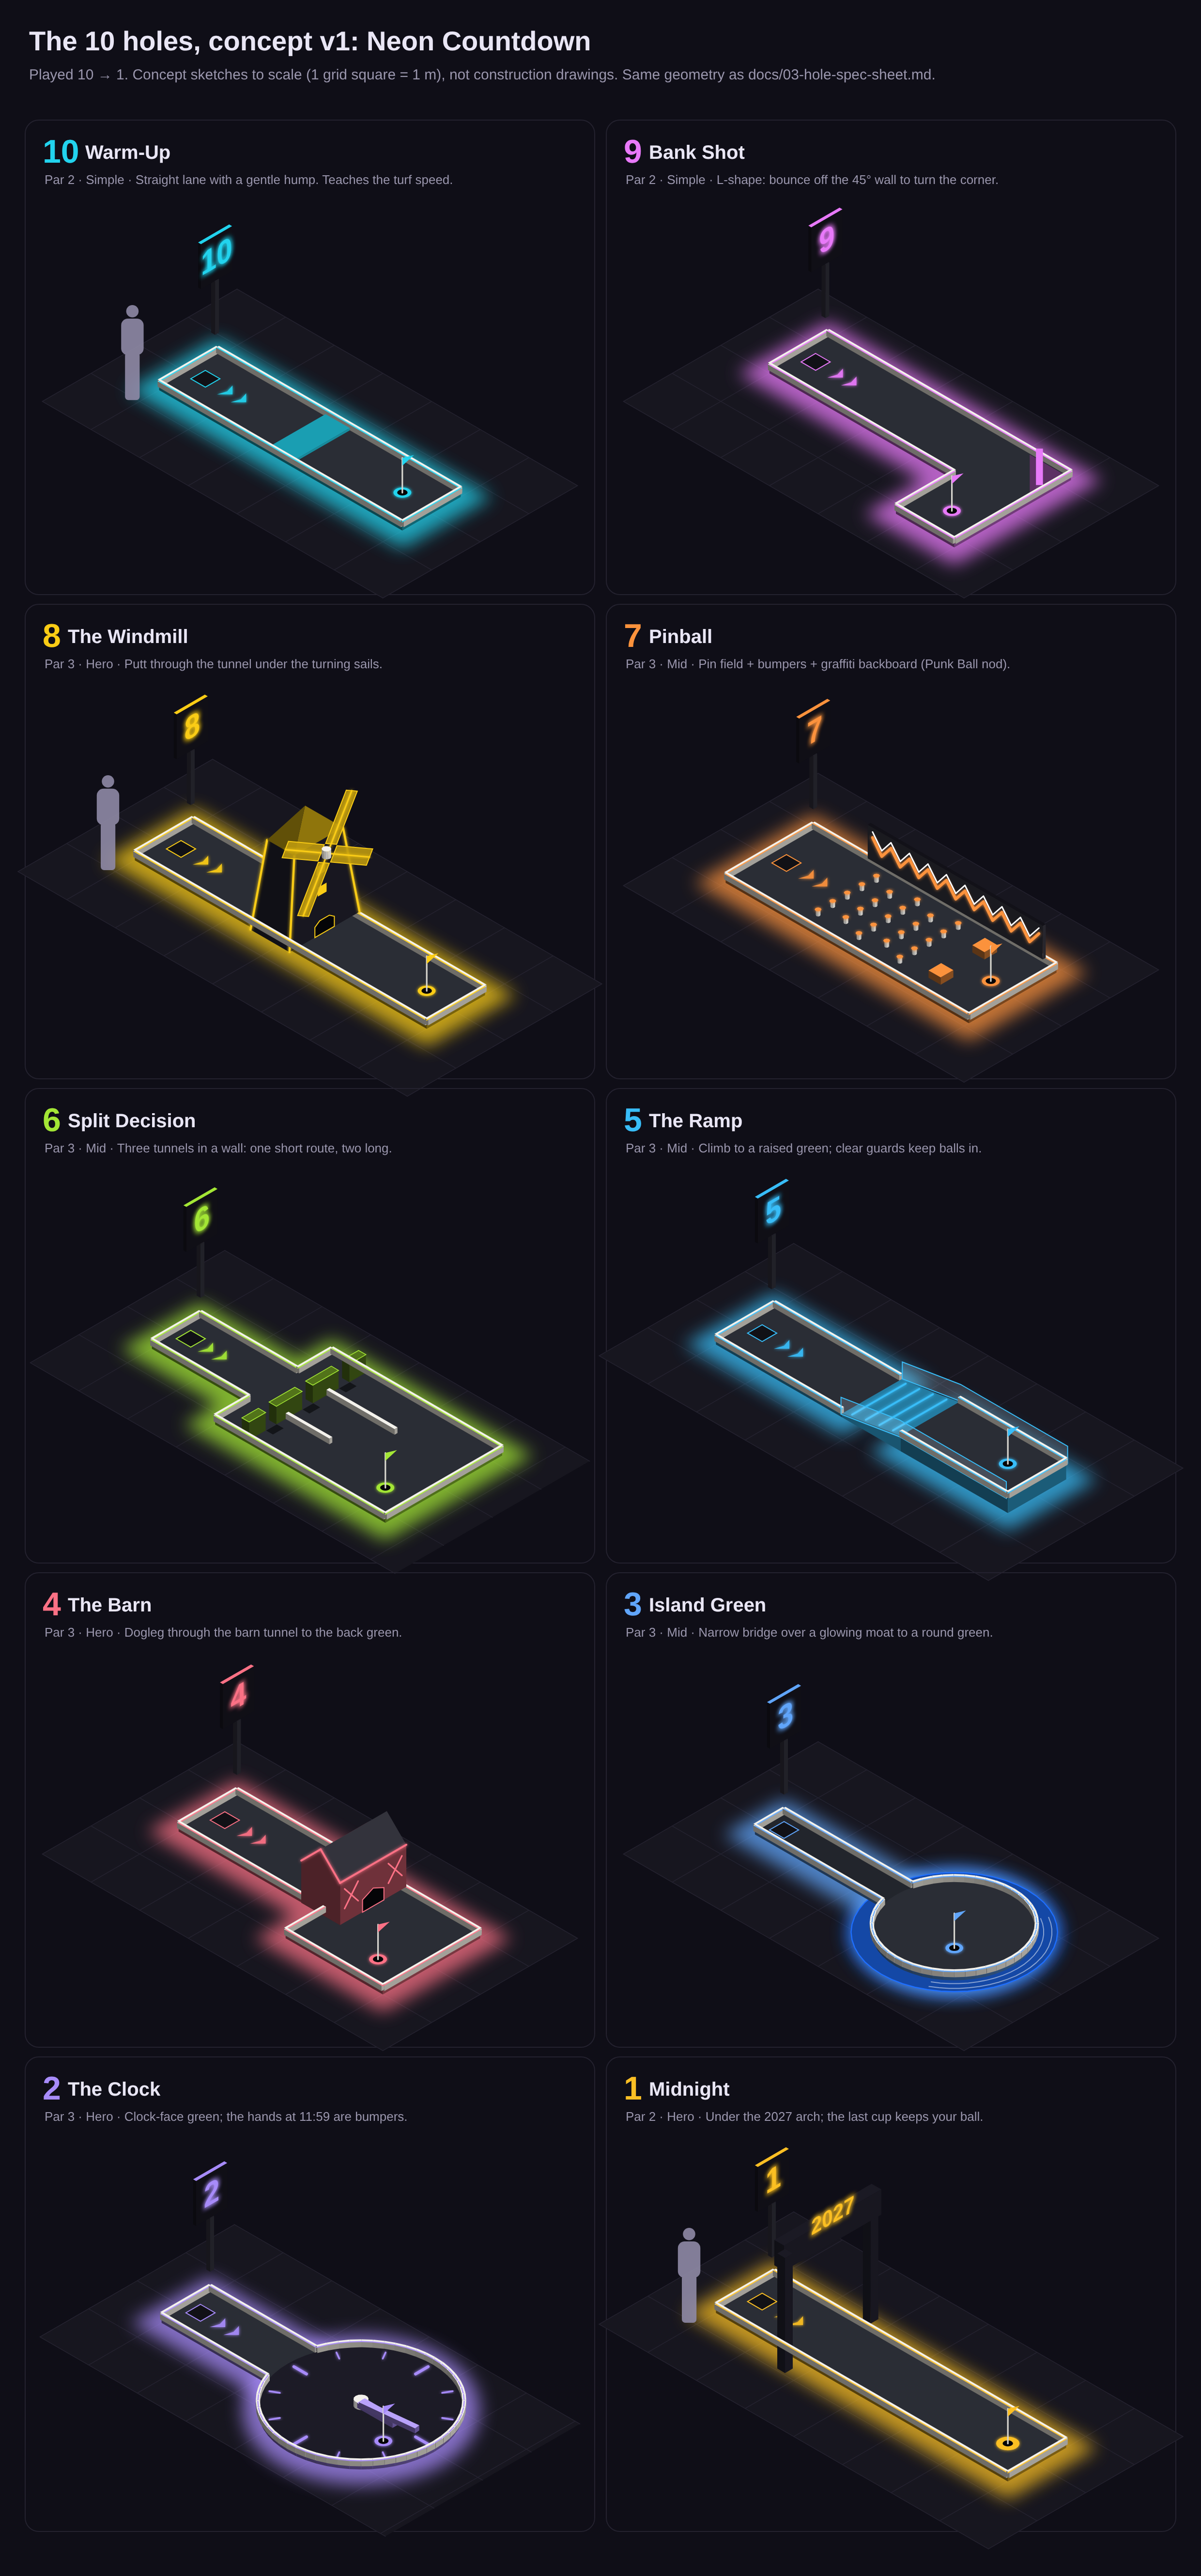 The 10 holes, concept v1: Neon Countdown
Played 10 → 1. Concept sketches to scale (1 grid square = 1 m), not construction drawings. Same geometry as docs/03-hole-spec-sheet.md.
10 Warm-Up
Par 2 · Simple · Straight lane with a gentle hump. Teaches the turf speed.
10
9 Bank Shot
Par 2 · Simple · L-shape: bounce off the 45° wall to turn the corner.
9
8 The Windmill
Par 3 · Hero · Putt through the tunnel under the turning sails.
8
7 Pinball
Par 3 · Mid · Pin field + bumpers + graffiti backboard (Punk Ball nod).
7
6 Split Decision
Par 3 · Mid · Three tunnels in a wall: one short route, two long.
6
5 The Ramp
Par 3 · Mid · Climb to a raised green; clear guards keep balls in.
5
4 The Barn
Par 3 · Hero · Dogleg through the barn tunnel to the back green.
4
3 Island Green
Par 3 · Mid · Narrow bridge over a glowing moat to a round green.
3
2 The Clock
Par 3 · Hero · Clock-face green; the hands at 11:59 are bumpers.
2
1 Midnight
Par 2 · Hero · Under the 2027 arch; the last cup keeps your ball.
1
2027